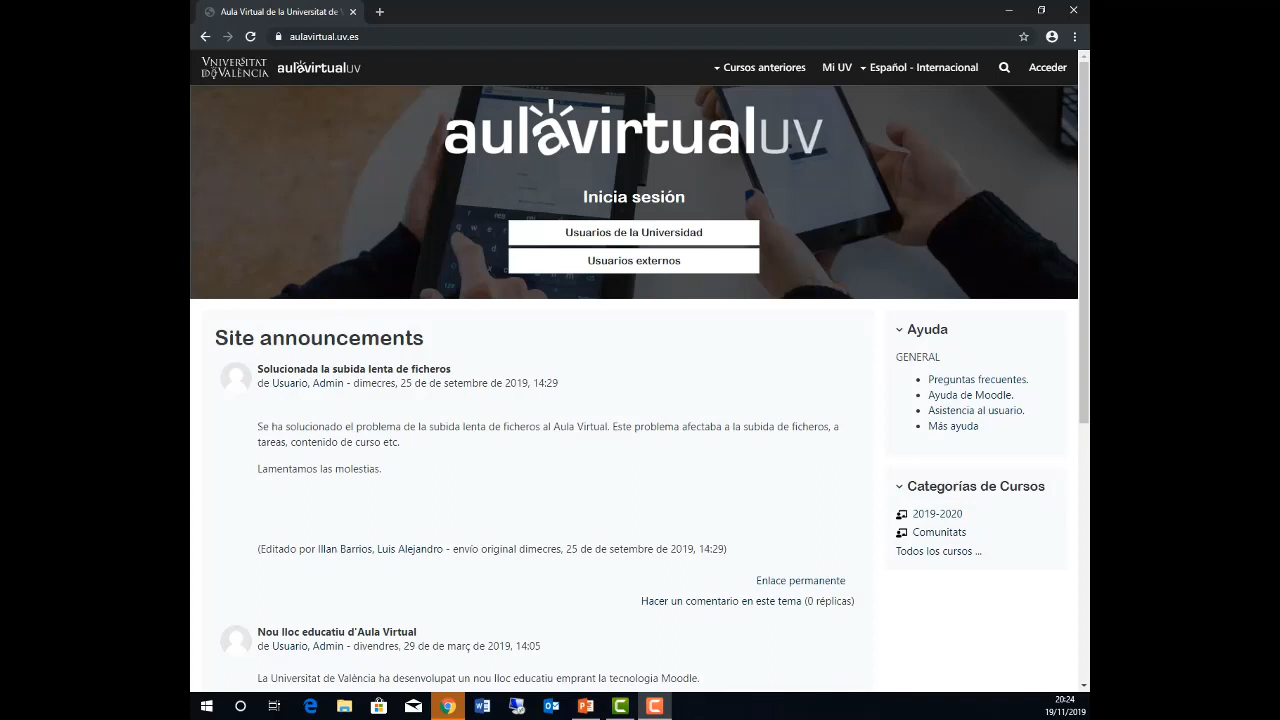 Aula Virtual de la Universitat de
aulavirtual.uv.es
VNIVERSITAT DE VALÈNCIA
aulavirtualUV
Cursos anteriores
Mi UV
Español - Internacional
Acceder
aulavirtualUV
Inicia sesión
Usuarios de la Universidad
Usuarios externos
Site announcements
Solucionada la subida lenta de ficheros
de Usuario, Admin - dimecres, 25 de de setembre de 2019, 14:29
Se ha solucionado el problema de la subida lenta de ficheros al Aula Virtual. Este problema afectaba a la subida de ficheros, a
tareas, contenido de curso etc.
Lamentamos las molestias.
(Editado por Illan Barrios, Luis Alejandro - envío original dimecres, 25 de de setembre de 2019, 14:29)
Enlace permanente
Hacer un comentario en este tema (0 réplicas)
Nou lloc educatiu d'Aula Virtual
de Usuario, Admin - divendres, 29 de de març de 2019, 14:05
La Universitat de València ha desenvolupat un nou lloc educatiu emprant la tecnologia Moodle.
Ayuda
GENERAL
Preguntas frecuentes.
Ayuda de Moodle.
Asistencia al usuario.
Más ayuda
Categorías de Cursos
2019-2020
Comunitats
Todos los cursos ...
20:24
19/11/2019